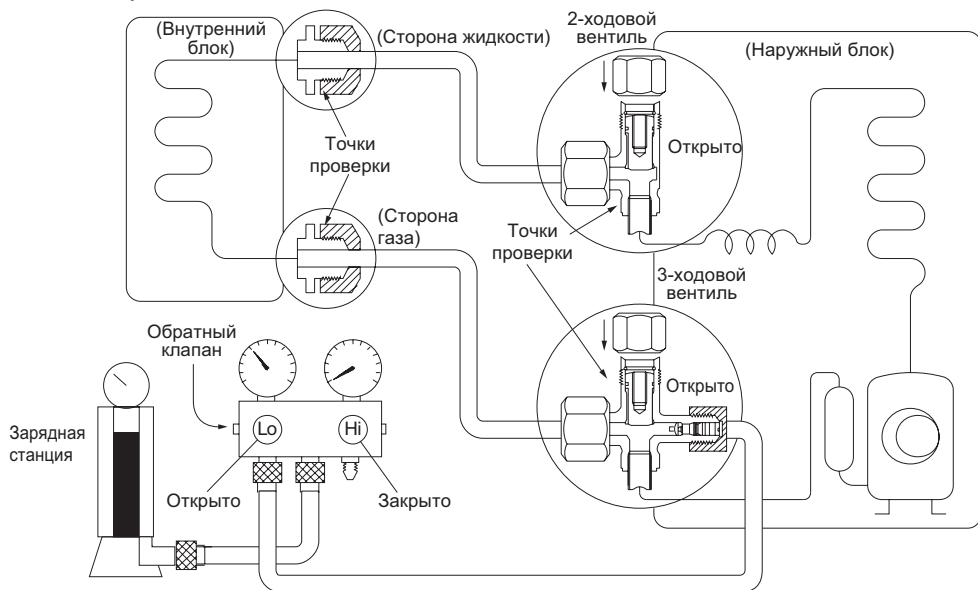 (Внутренний
блок)
(Сторона жидкости)
2-ходовой
вентиль
(Наружный блок)
Точки
проверки
Открыто
(Сторона
газа)
Точки
проверки
3-ходовой
вентиль
Обратный
клапан
Открыто
Зарядная
станция
Lo
Hi
Открыто
Закрыто